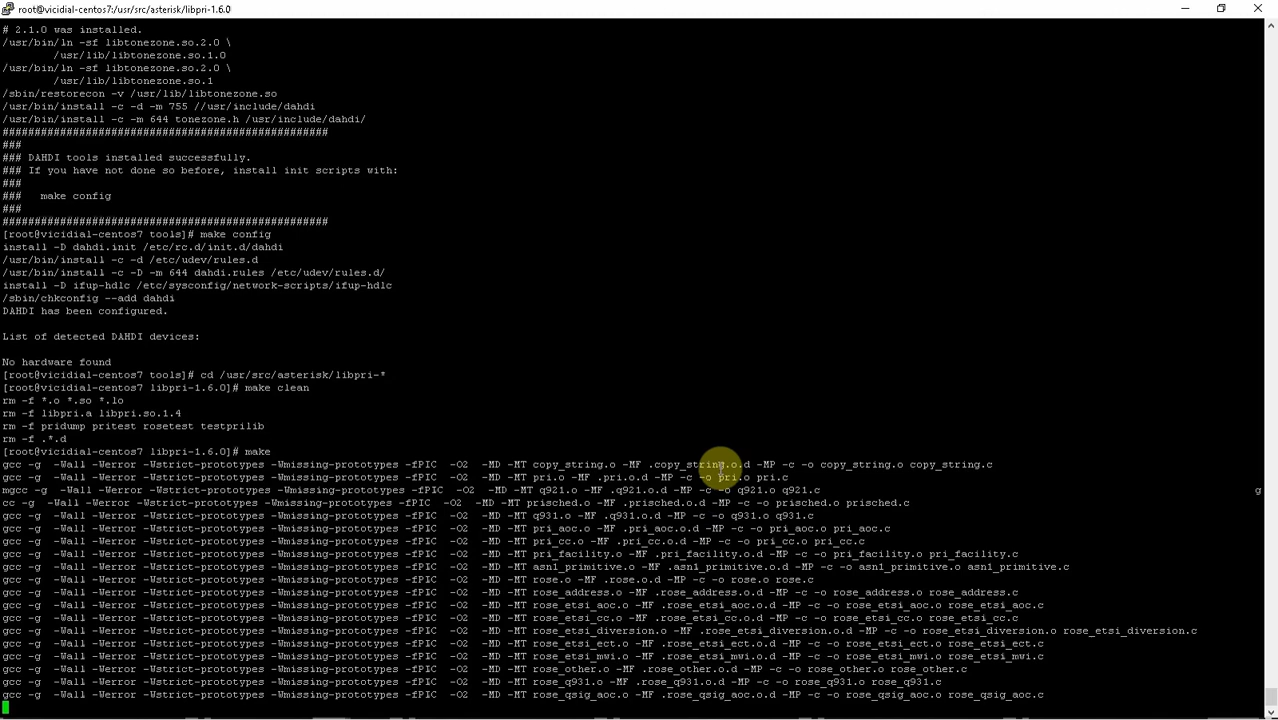 root@vicidial-centos7:/usr/src/asterisk/libpri-1.6.0
# 2.1.0 was installed.
/usr/bin/ln -sf libtonezone.so.2.0 \
        /usr/lib/libtonezone.so.1.0
/usr/bin/ln -sf libtonezone.so.2.0 \
        /usr/lib/libtonezone.so.1
/sbin/restorecon -v /usr/lib/libtonezone.so
/usr/bin/install -c -d -m 755 //usr/include/dahdi
/usr/bin/install -c -m 644 tonezone.h /usr/include/dahdi/
###################################################
###
### DAHDI tools installed successfully.
### If you have not done so before, install init scripts with:
###
###   make config
###
###################################################
[root@vicidial-centos7 tools]# make config
install -D dahdi.init /etc/rc.d/init.d/dahdi
/usr/bin/install -c -d /etc/udev/rules.d
/usr/bin/install -c -D -m 644 dahdi.rules /etc/udev/rules.d/
install -D ifup-hdlc /etc/sysconfig/network-scripts/ifup-hdlc
/sbin/chkconfig --add dahdi
DAHDI has been configured.
List of detected DAHDI devices:
No hardware found
[root@vicidial-centos7 tools]# cd /usr/src/asterisk/libpri-*
[root@vicidial-centos7 libpri-1.6.0]# make clean
rm -f *.o *.so *.lo
rm -f libpri.a libpri.so.1.4
rm -f pridump pritest rosetest testprilib
rm -f .*.d
[root@vicidial-centos7 libpri-1.6.0]# make
gcc -g  -Wall -Werror -Wstrict-prototypes -Wmissing-prototypes -fPIC  -O2  -MD -MT copy_string.o -MF .copy_string.o.d -MP -c -o copy_string.o copy_string.c
gcc -g  -Wall -Werror -Wstrict-prototypes -Wmissing-prototypes -fPIC  -O2  -MD -MT pri.o -MF .pri.o.d -MP -c -o pri.o pri.c
mgcc -g  -Wall -Werror -Wstrict-prototypes -Wmissing-prototypes -fPIC  -O2  -MD -MT q921.o -MF .q921.o.d -MP -c -o q921.o q921.c g
cc -g  -Wall -Werror -Wstrict-prototypes -Wmissing-prototypes -fPIC  -O2  -MD -MT prisched.o -MF .prisched.o.d -MP -c -o prisched.o prisched.c
gcc -g  -Wall -Werror -Wstrict-prototypes -Wmissing-prototypes -fPIC  -O2  -MD -MT q931.o -MF .q931.o.d -MP -c -o q931.o q931.c
gcc -g  -Wall -Werror -Wstrict-prototypes -Wmissing-prototypes -fPIC  -O2  -MD -MT pri_aoc.o -MF .pri_aoc.o.d -MP -c -o pri_aoc.o pri_aoc.c
gcc -g  -Wall -Werror -Wstrict-prototypes -Wmissing-prototypes -fPIC  -O2  -MD -MT pri_cc.o -MF .pri_cc.o.d -MP -c -o pri_cc.o pri_cc.c
gcc -g  -Wall -Werror -Wstrict-prototypes -Wmissing-prototypes -fPIC  -O2  -MD -MT pri_facility.o -MF .pri_facility.o.d -MP -c -o pri_facility.o pri_facility.c
gcc -g  -Wall -Werror -Wstrict-prototypes -Wmissing-prototypes -fPIC  -O2  -MD -MT asn1_primitive.o -MF .asn1_primitive.o.d -MP -c -o asn1_primitive.o asn1_primitive.c
gcc -g  -Wall -Werror -Wstrict-prototypes -Wmissing-prototypes -fPIC  -O2  -MD -MT rose.o -MF .rose.o.d -MP -c -o rose.o rose.c
gcc -g  -Wall -Werror -Wstrict-prototypes -Wmissing-prototypes -fPIC  -O2  -MD -MT rose_address.o -MF .rose_address.o.d -MP -c -o rose_address.o rose_address.c
gcc -g  -Wall -Werror -Wstrict-prototypes -Wmissing-prototypes -fPIC  -O2  -MD -MT rose_etsi_aoc.o -MF .rose_etsi_aoc.o.d -MP -c -o rose_etsi_aoc.o rose_etsi_aoc.c
gcc -g  -Wall -Werror -Wstrict-prototypes -Wmissing-prototypes -fPIC  -O2  -MD -MT rose_etsi_cc.o -MF .rose_etsi_cc.o.d -MP -c -o rose_etsi_cc.o rose_etsi_cc.c
gcc -g  -Wall -Werror -Wstrict-prototypes -Wmissing-prototypes -fPIC  -O2  -MD -MT rose_etsi_diversion.o -MF .rose_etsi_diversion.o.d -MP -c -o rose_etsi_diversion.o rose_etsi_diversion.c
gcc -g  -Wall -Werror -Wstrict-prototypes -Wmissing-prototypes -fPIC  -O2  -MD -MT rose_etsi_ect.o -MF .rose_etsi_ect.o.d -MP -c -o rose_etsi_ect.o rose_etsi_ect.c
gcc -g  -Wall -Werror -Wstrict-prototypes -Wmissing-prototypes -fPIC  -O2  -MD -MT rose_etsi_mwi.o -MF .rose_etsi_mwi.o.d -MP -c -o rose_etsi_mwi.o rose_etsi_mwi.c
gcc -g  -Wall -Werror -Wstrict-prototypes -Wmissing-prototypes -fPIC  -O2  -MD -MT rose_other.o -MF .rose_other.o.d -MP -c -o rose_other.o rose_other.c
gcc -g  -Wall -Werror -Wstrict-prototypes -Wmissing-prototypes -fPIC  -O2  -MD -MT rose_q931.o -MF .rose_q931.o.d -MP -c -o rose_q931.o rose_q931.c
gcc -g  -Wall -Werror -Wstrict-prototypes -Wmissing-prototypes -fPIC  -O2  -MD -MT rose_qsig_aoc.o -MF .rose_qsig_aoc.o.d -MP -c -o rose_qsig_aoc.o rose_qsig_aoc.c